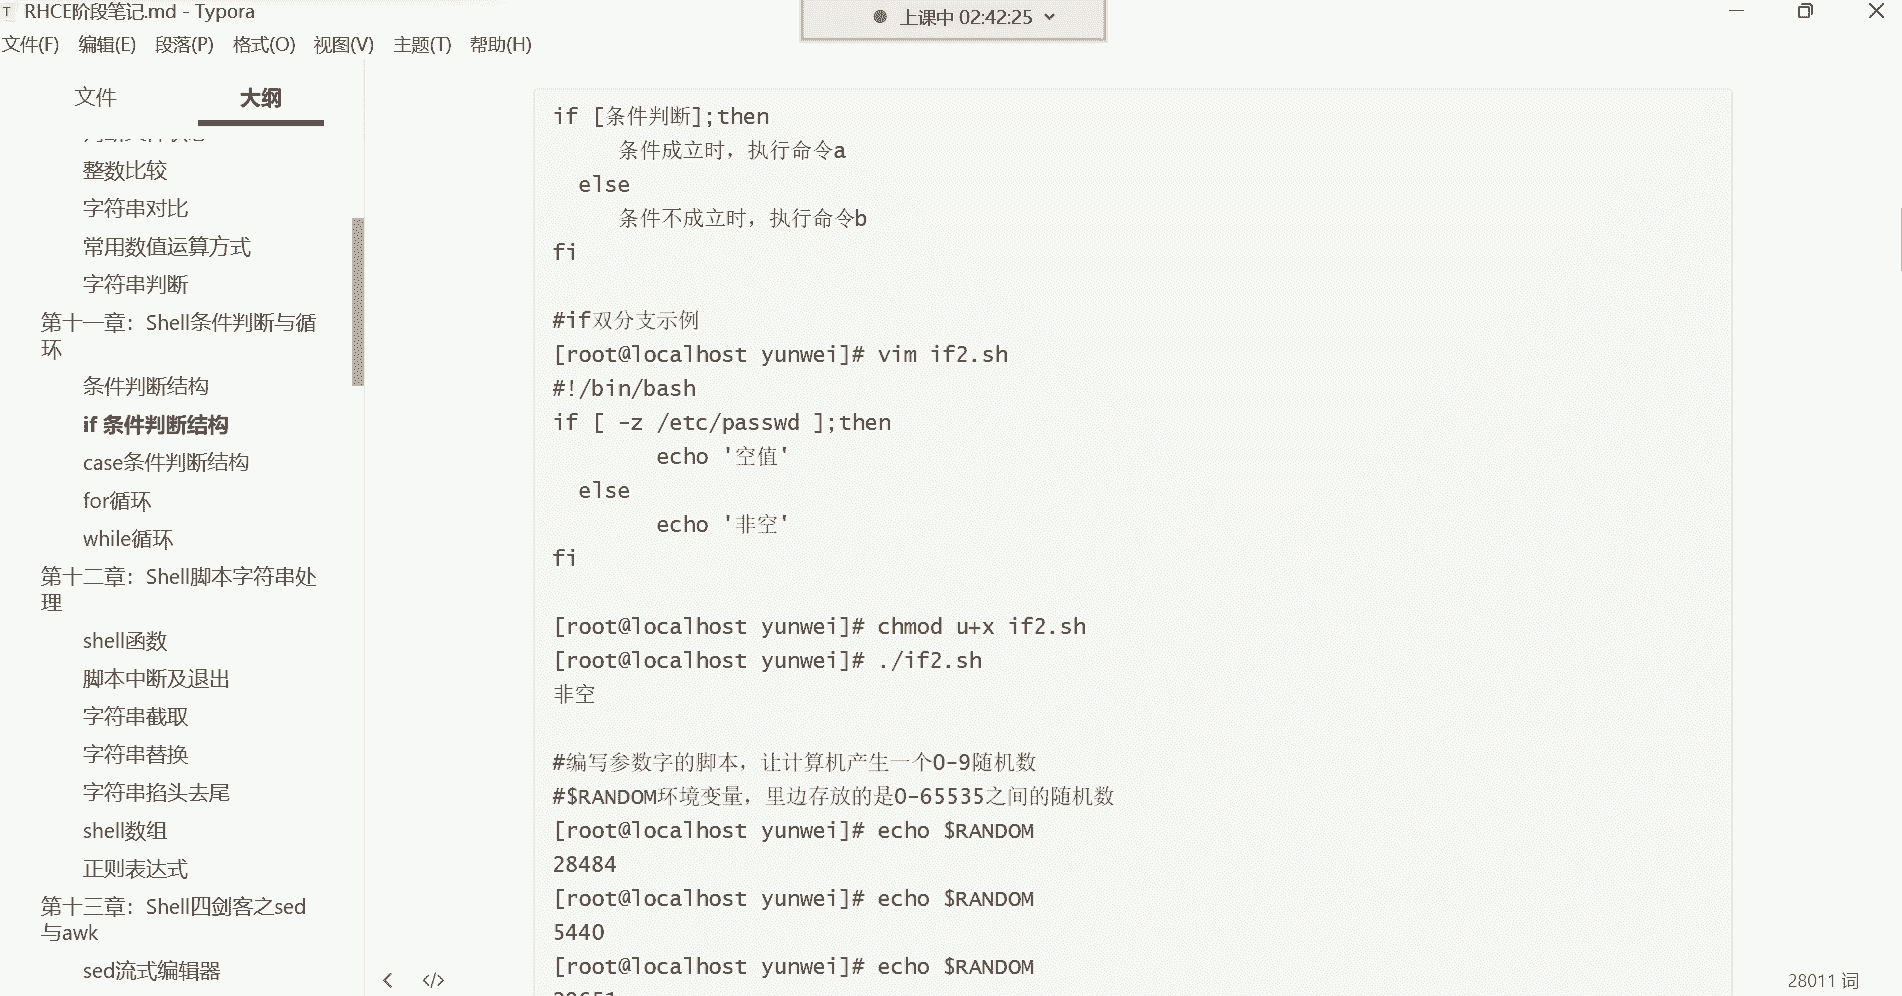 RHCE阶段笔记.md - Typora
上课中 02:42:25
文件(F) 编辑(E) 段落(P) 格式(O) 视图(V) 主题(T) 帮助(H)
文件 大纲
整数比较
字符串对比
常用数值运算方式
字符串判断
第十一章：Shell条件判断与循
环
条件判断结构
if 条件判断结构
case条件判断结构
for循环
while循环
第十二章：Shell脚本字符串处
理
shell函数
脚本中断及退出
字符串截取
字符串替换
字符串掐头去尾
shell数组
正则表达式
第十三章：Shell四剑客之sed
与awk
sed流式编辑器
if [条件判断];then
条件成立时，执行命令a
else
条件不成立时，执行命令b
fi
#if双分支示例
[root@localhost yunwei]# vim if2.sh
#!/bin/bash
if [ -z /etc/passwd ];then
echo '空值'
else
echo '非空'
fi
[root@localhost yunwei]# chmod u+x if2.sh
[root@localhost yunwei]# ./if2.sh
非空
#编写参数字的脚本，让计算机产生一个0-9随机数
#$RANDOM环境变量，里边存放的是0-65535之间的随机数
[root@localhost yunwei]# echo $RANDOM
28484
[root@localhost yunwei]# echo $RANDOM
5440
[root@localhost yunwei]# echo $RANDOM
28011 词